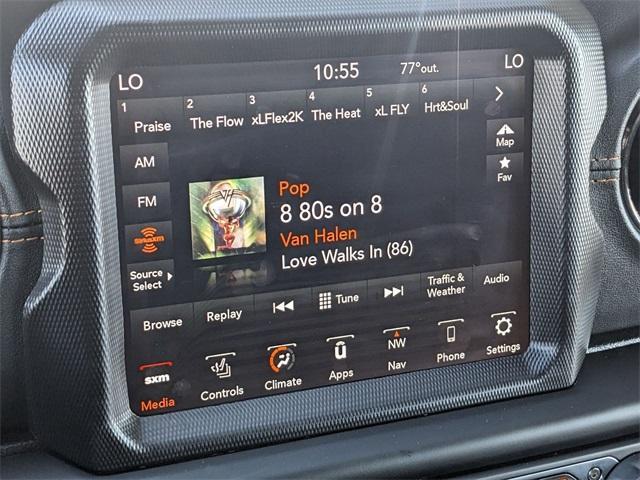 LO 10:55 77°out. LO
1 Praise 2 The Flow 3 xLFlex2K 4 The Heat 5 xL FLY 6 Hrt&Soul
AM
Map
FM
Fav
SiriusXM
Source
Select
Pop
8 80s on 8
Van Halen
Love Walks In (86)
Browse Replay Tune Traffic &
Weather Audio
sxm
Media Controls Climate Apps NW
Nav Phone Settings